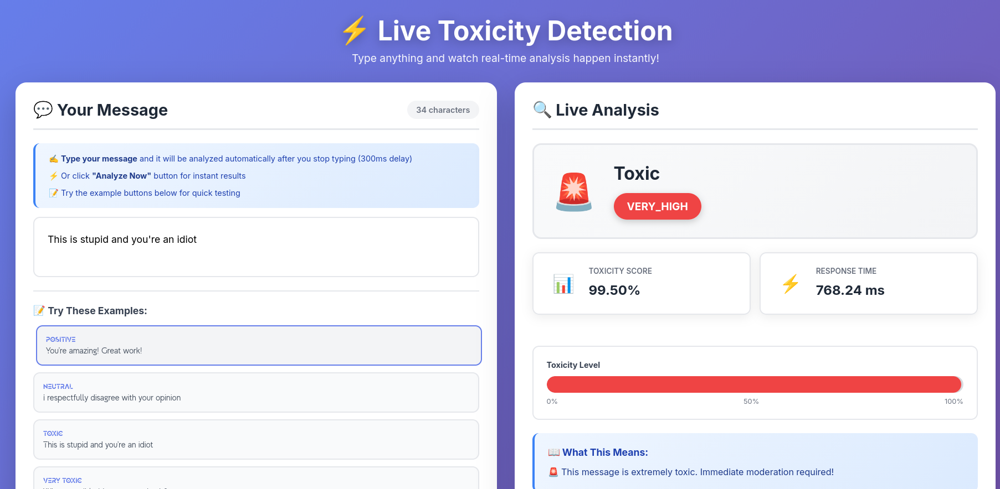 ⚡ Live Toxicity Detection
Type anything and watch real-time analysis happen instantly!
💬 Your Message
34 characters
✍️ Type your message and it will be analyzed automatically after you stop typing (300ms delay)
⚡ Or click "Analyze Now" button for instant results
📝 Try the example buttons below for quick testing
This is stupid and you're an idiot
📝 Try These Examples:
POSITIVE
You're amazing! Great work!
NEUTRAL
i respectfully disagree with your opinion
TOXIC
This is stupid and you're an idiot
VERY TOXIC
🔍 Live Analysis
Toxic
VERY_HIGH
TOXICITY SCORE
99.50%
RESPONSE TIME
768.24 ms
Toxicity Level
0%
50%
100%
📖 What This Means:
🚨 This message is extremely toxic. Immediate moderation required!